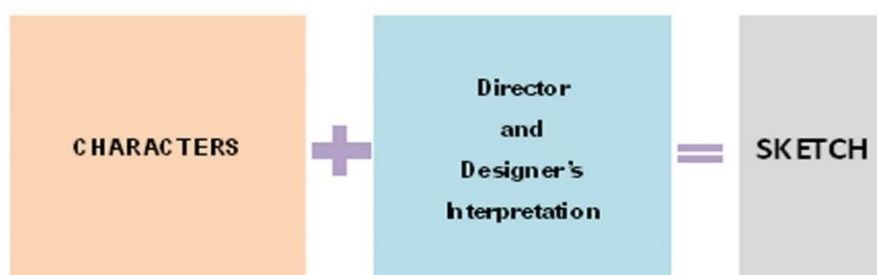 CHARACTERS
+
Director
and
Designer's
Interpretation
=
SKETCH